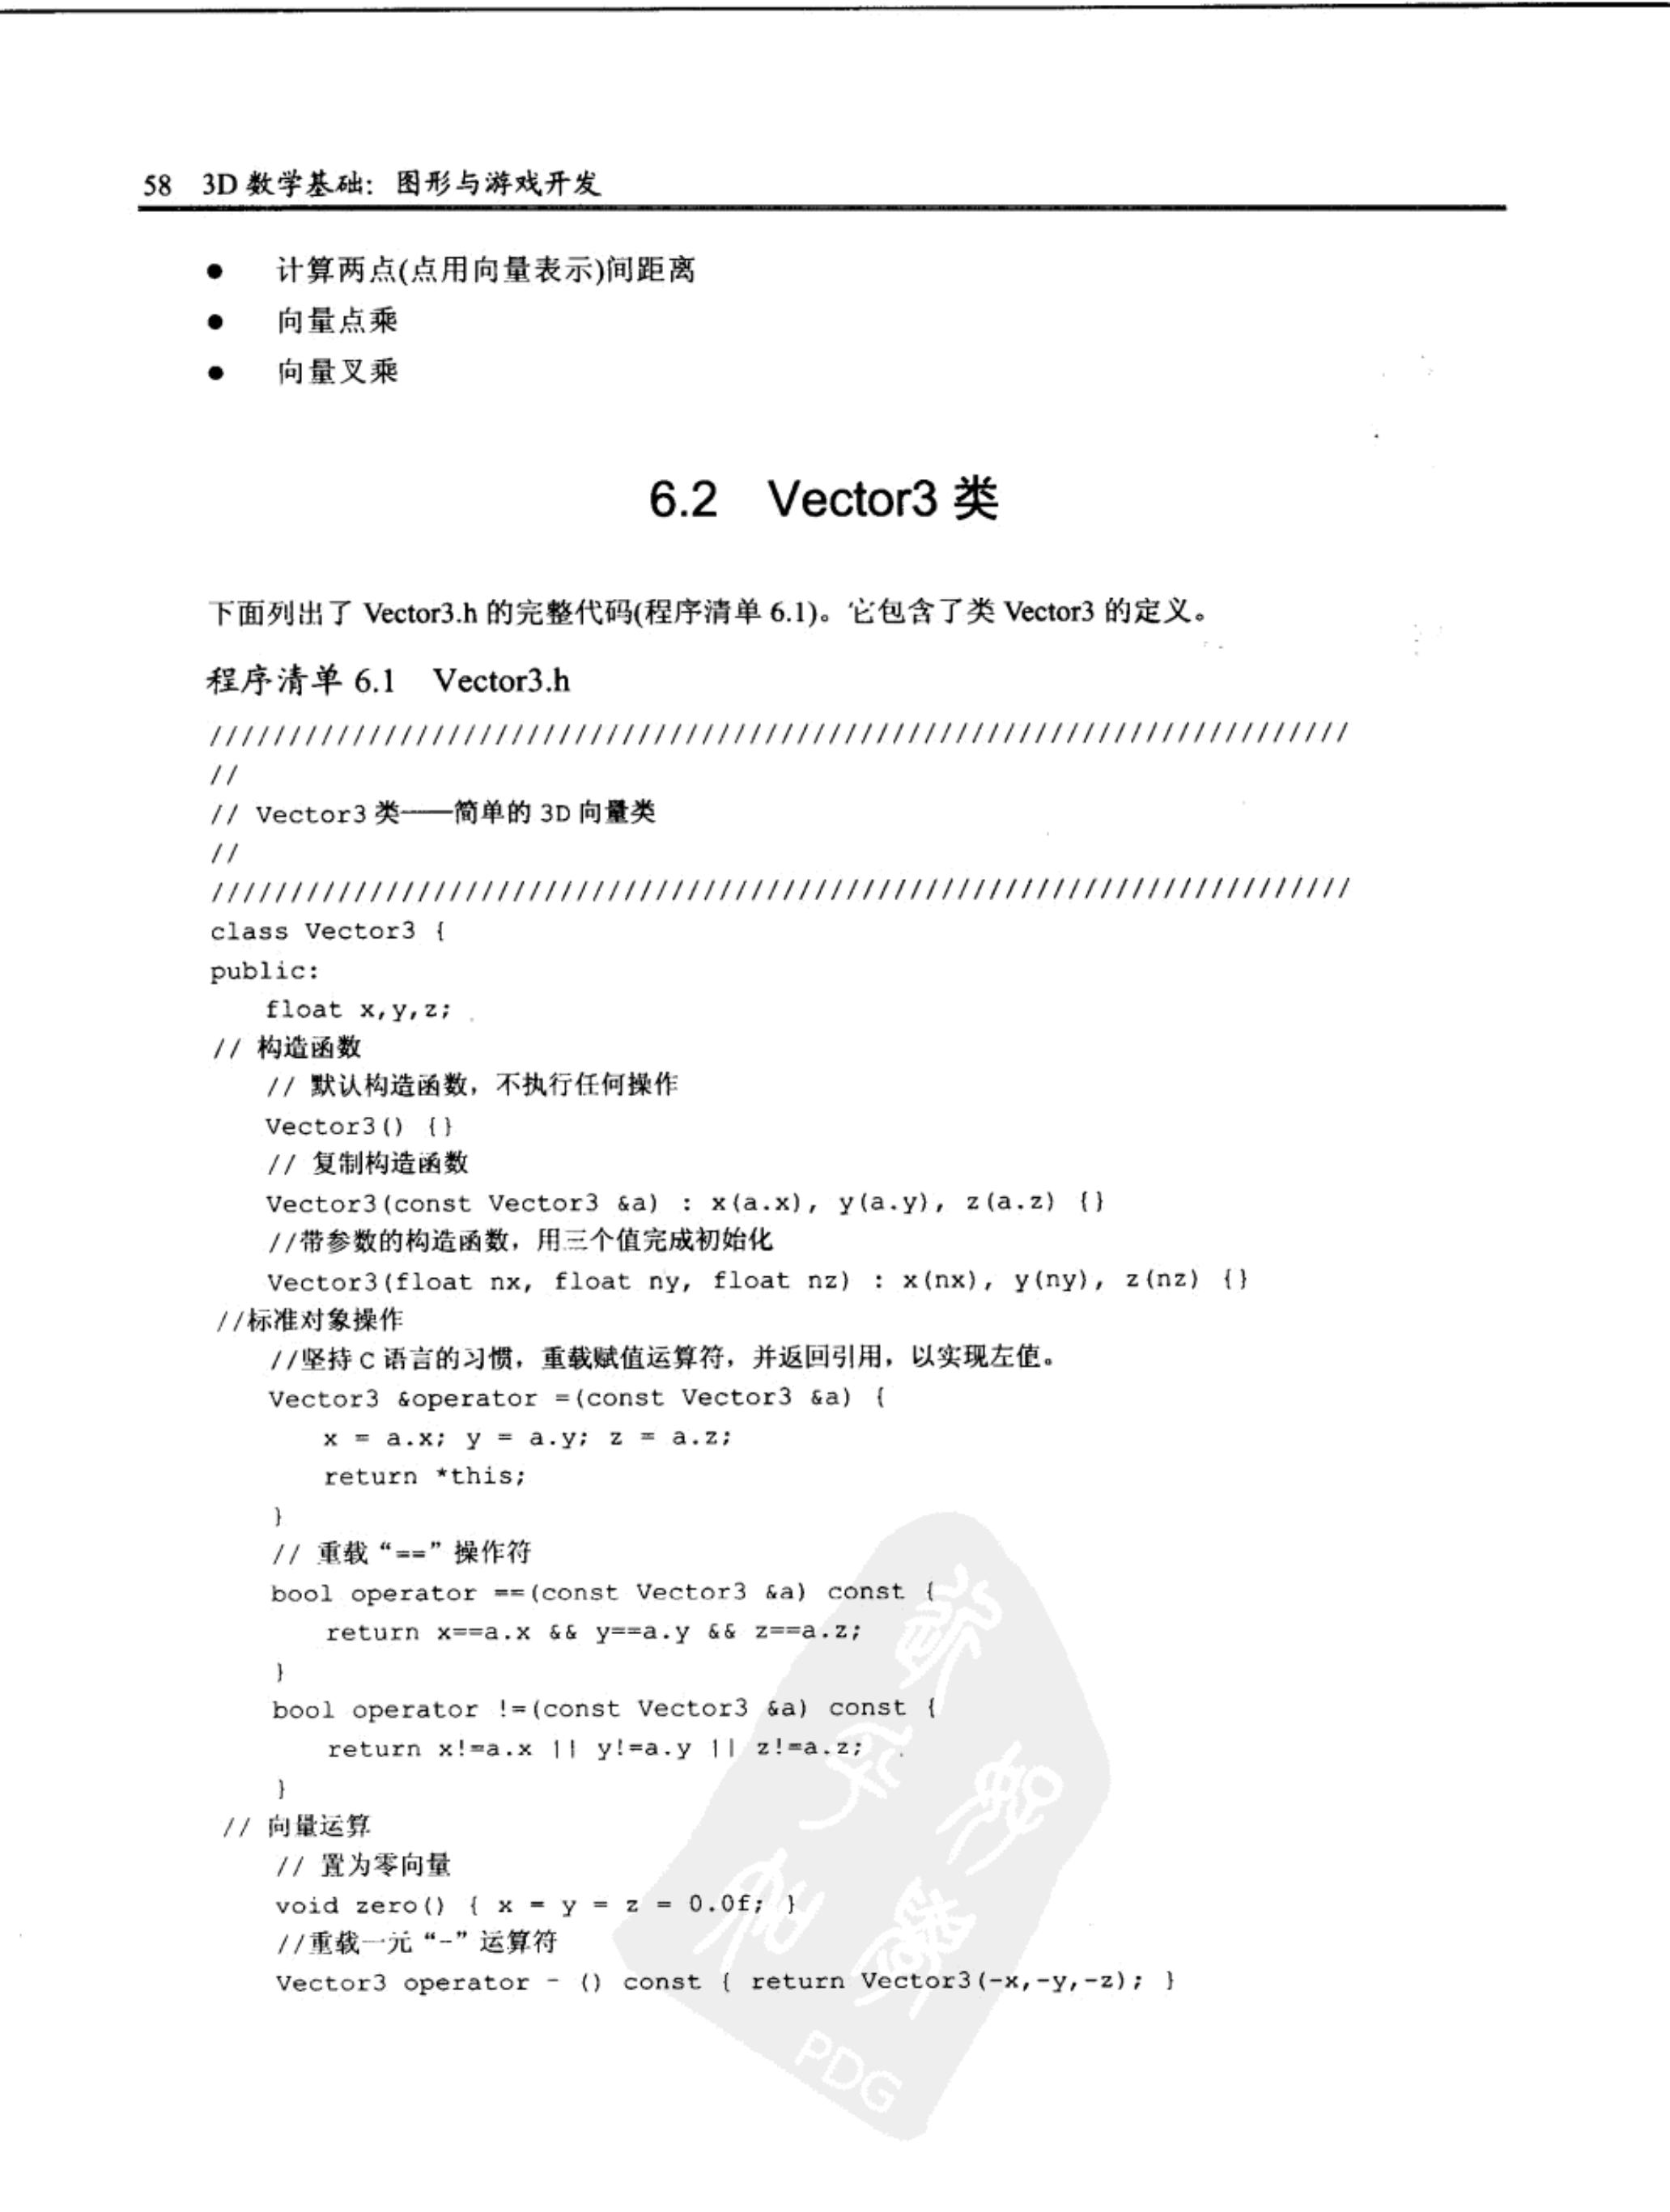 58 3D 数学基础：图形与游戏开发
● 计算两点(点用向量表示)间距离
● 向量点乘
● 向量叉乘
6.2 Vector3 类
下面列出了 Vector3.h 的完整代码(程序清单 6.1)。它包含了类 Vector3 的定义。
程序清单 6.1 Vector3.h
////////////////////////////////////////////////////////////////////////
//
// Vector3 类——简单的 3D 向量类
//
////////////////////////////////////////////////////////////////////////
class Vector3 {
public:
float x,y,z;
// 构造函数
// 默认构造函数，不执行任何操作
Vector3() {}
// 复制构造函数
Vector3(const Vector3 &a) : x(a.x), y(a.y), z(a.z) {}
//带参数的构造函数，用三个值完成初始化
Vector3(float nx, float ny, float nz) : x(nx), y(ny), z(nz) {}
//标准对象操作
//坚持 C 语言的习惯，重载赋值运算符，并返回引用，以实现左值。
Vector3 &operator =(const Vector3 &a) {
x = a.x; y = a.y; z = a.z;
return *this;
}
// 重载“==”操作符
bool operator ==(const Vector3 &a) const {
return x==a.x && y==a.y && z==a.z;
}
bool operator !=(const Vector3 &a) const {
return x!=a.x || y!=a.y || z!=a.z;
}
// 向量运算
// 置为零向量
void zero() { x = y = z = 0.0f; }
//重载一元“-”运算符
Vector3 operator - () const { return Vector3(-x,-y,-z); }
PDG